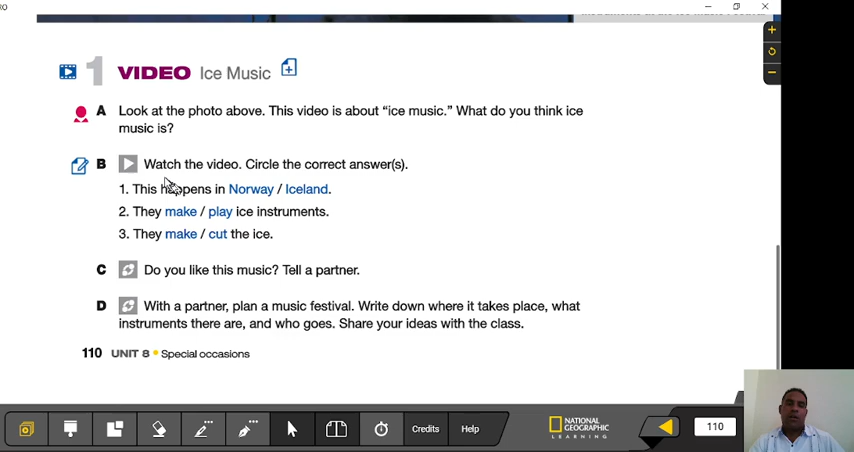 1 VIDEO Ice Music
A Look at the photo above. This video is about "ice music." What do you think ice
music is?
B Watch the video. Circle the correct answer(s).
1. This happens in Norway / Iceland.
2. They make / play ice instruments.
3. They make / cut the ice.
C Do you like this music? Tell a partner.
D With a partner, plan a music festival. Write down where it takes place, what
instruments there are, and who goes. Share your ideas with the class.
110 UNIT 8 • Special occasions
Credits
Help
NATIONAL
GEOGRAPHIC
LEARNING
110